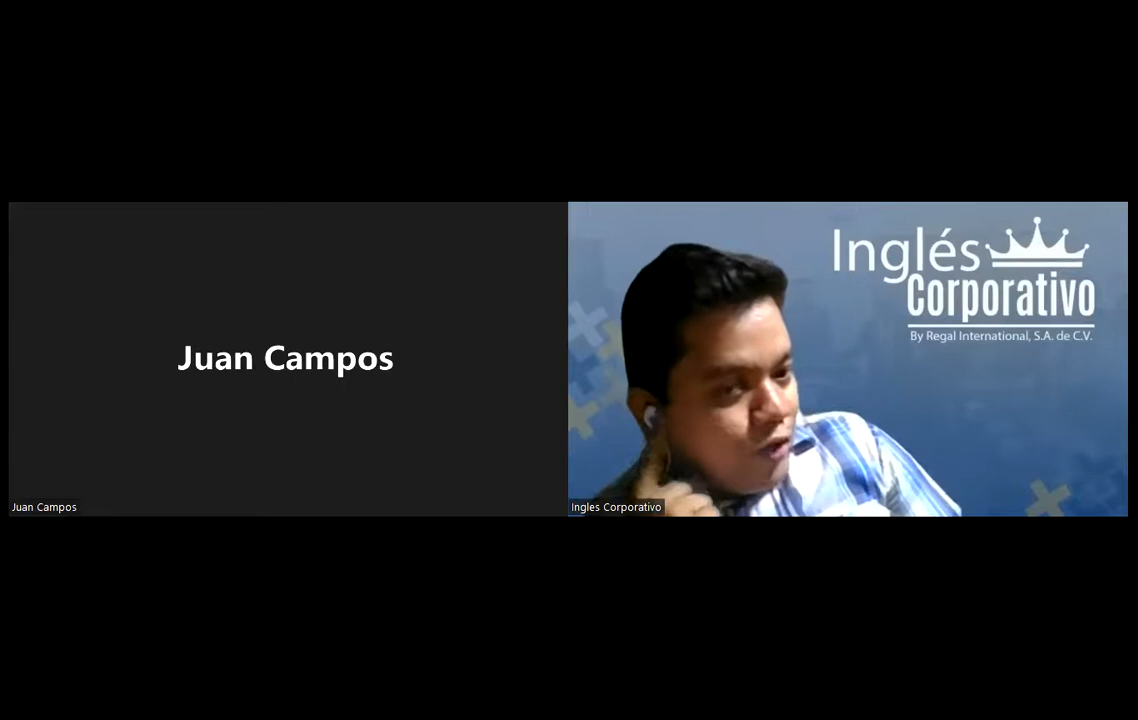 Juan Campos
Juan Campos
Inglés
Corporativo
By Regal International, S.A. de C.V.
Ingles Corporativo